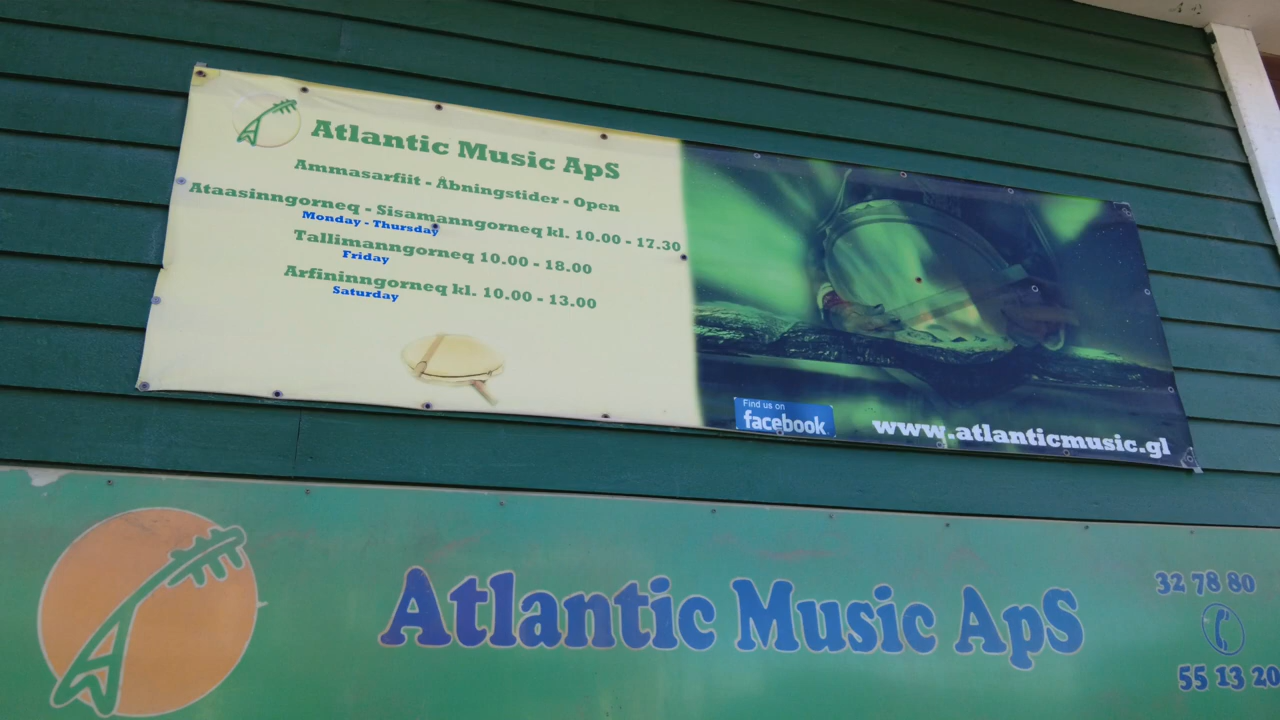 Atlantic Music ApS
Ammasarfiit - Åbningstider - Open
Ataasinngorneq - Sisamanngorneq kl. 10.00 - 17.30
Monday - Thursday
Tallimanngorneq 10.00 - 18.00
Friday
Arfininngorneq kl. 10.00 - 13.00
Saturday
Find us on
facebook
www.atlanticmusic.gl
Atlantic Music ApS
32 78 80
55 13 20